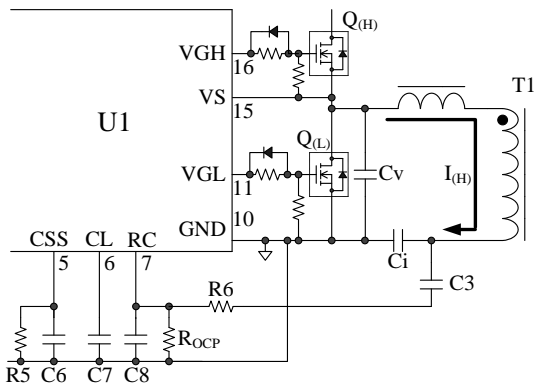 Q(H)
VGH
16
T1
VS
15
U1
Q(L)
VGL
11
Cv
I(H)
10
GND
CSS
CL
RC
5
6
7
Ci
C3
R6
ROCP
R5
C6
C7
C8